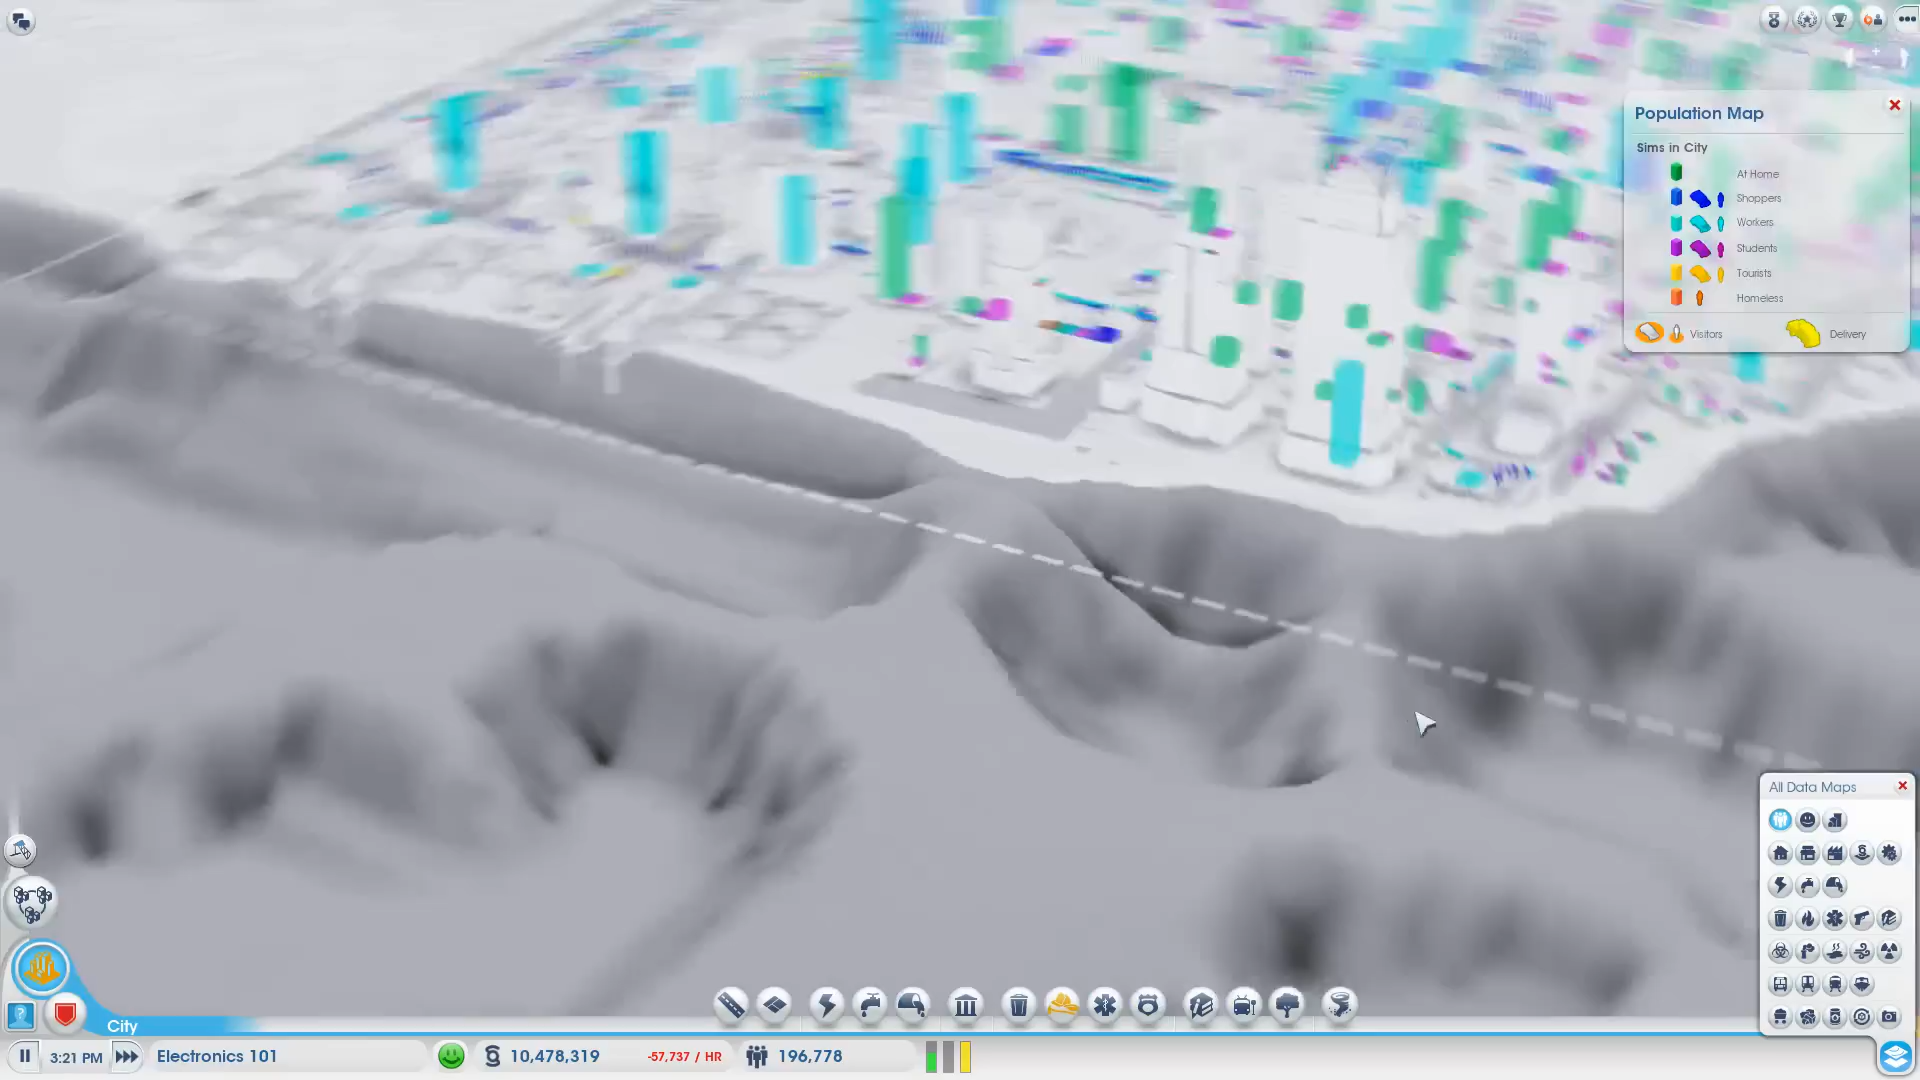 Population Map
Sims in City
At Home
Shoppers
Workers
Students
Tourists
Homeless
Visitors
Delivery
All Data Maps
City
3:21 PM
Electronics 101
10,478,319
-57,737 / HR
196,778